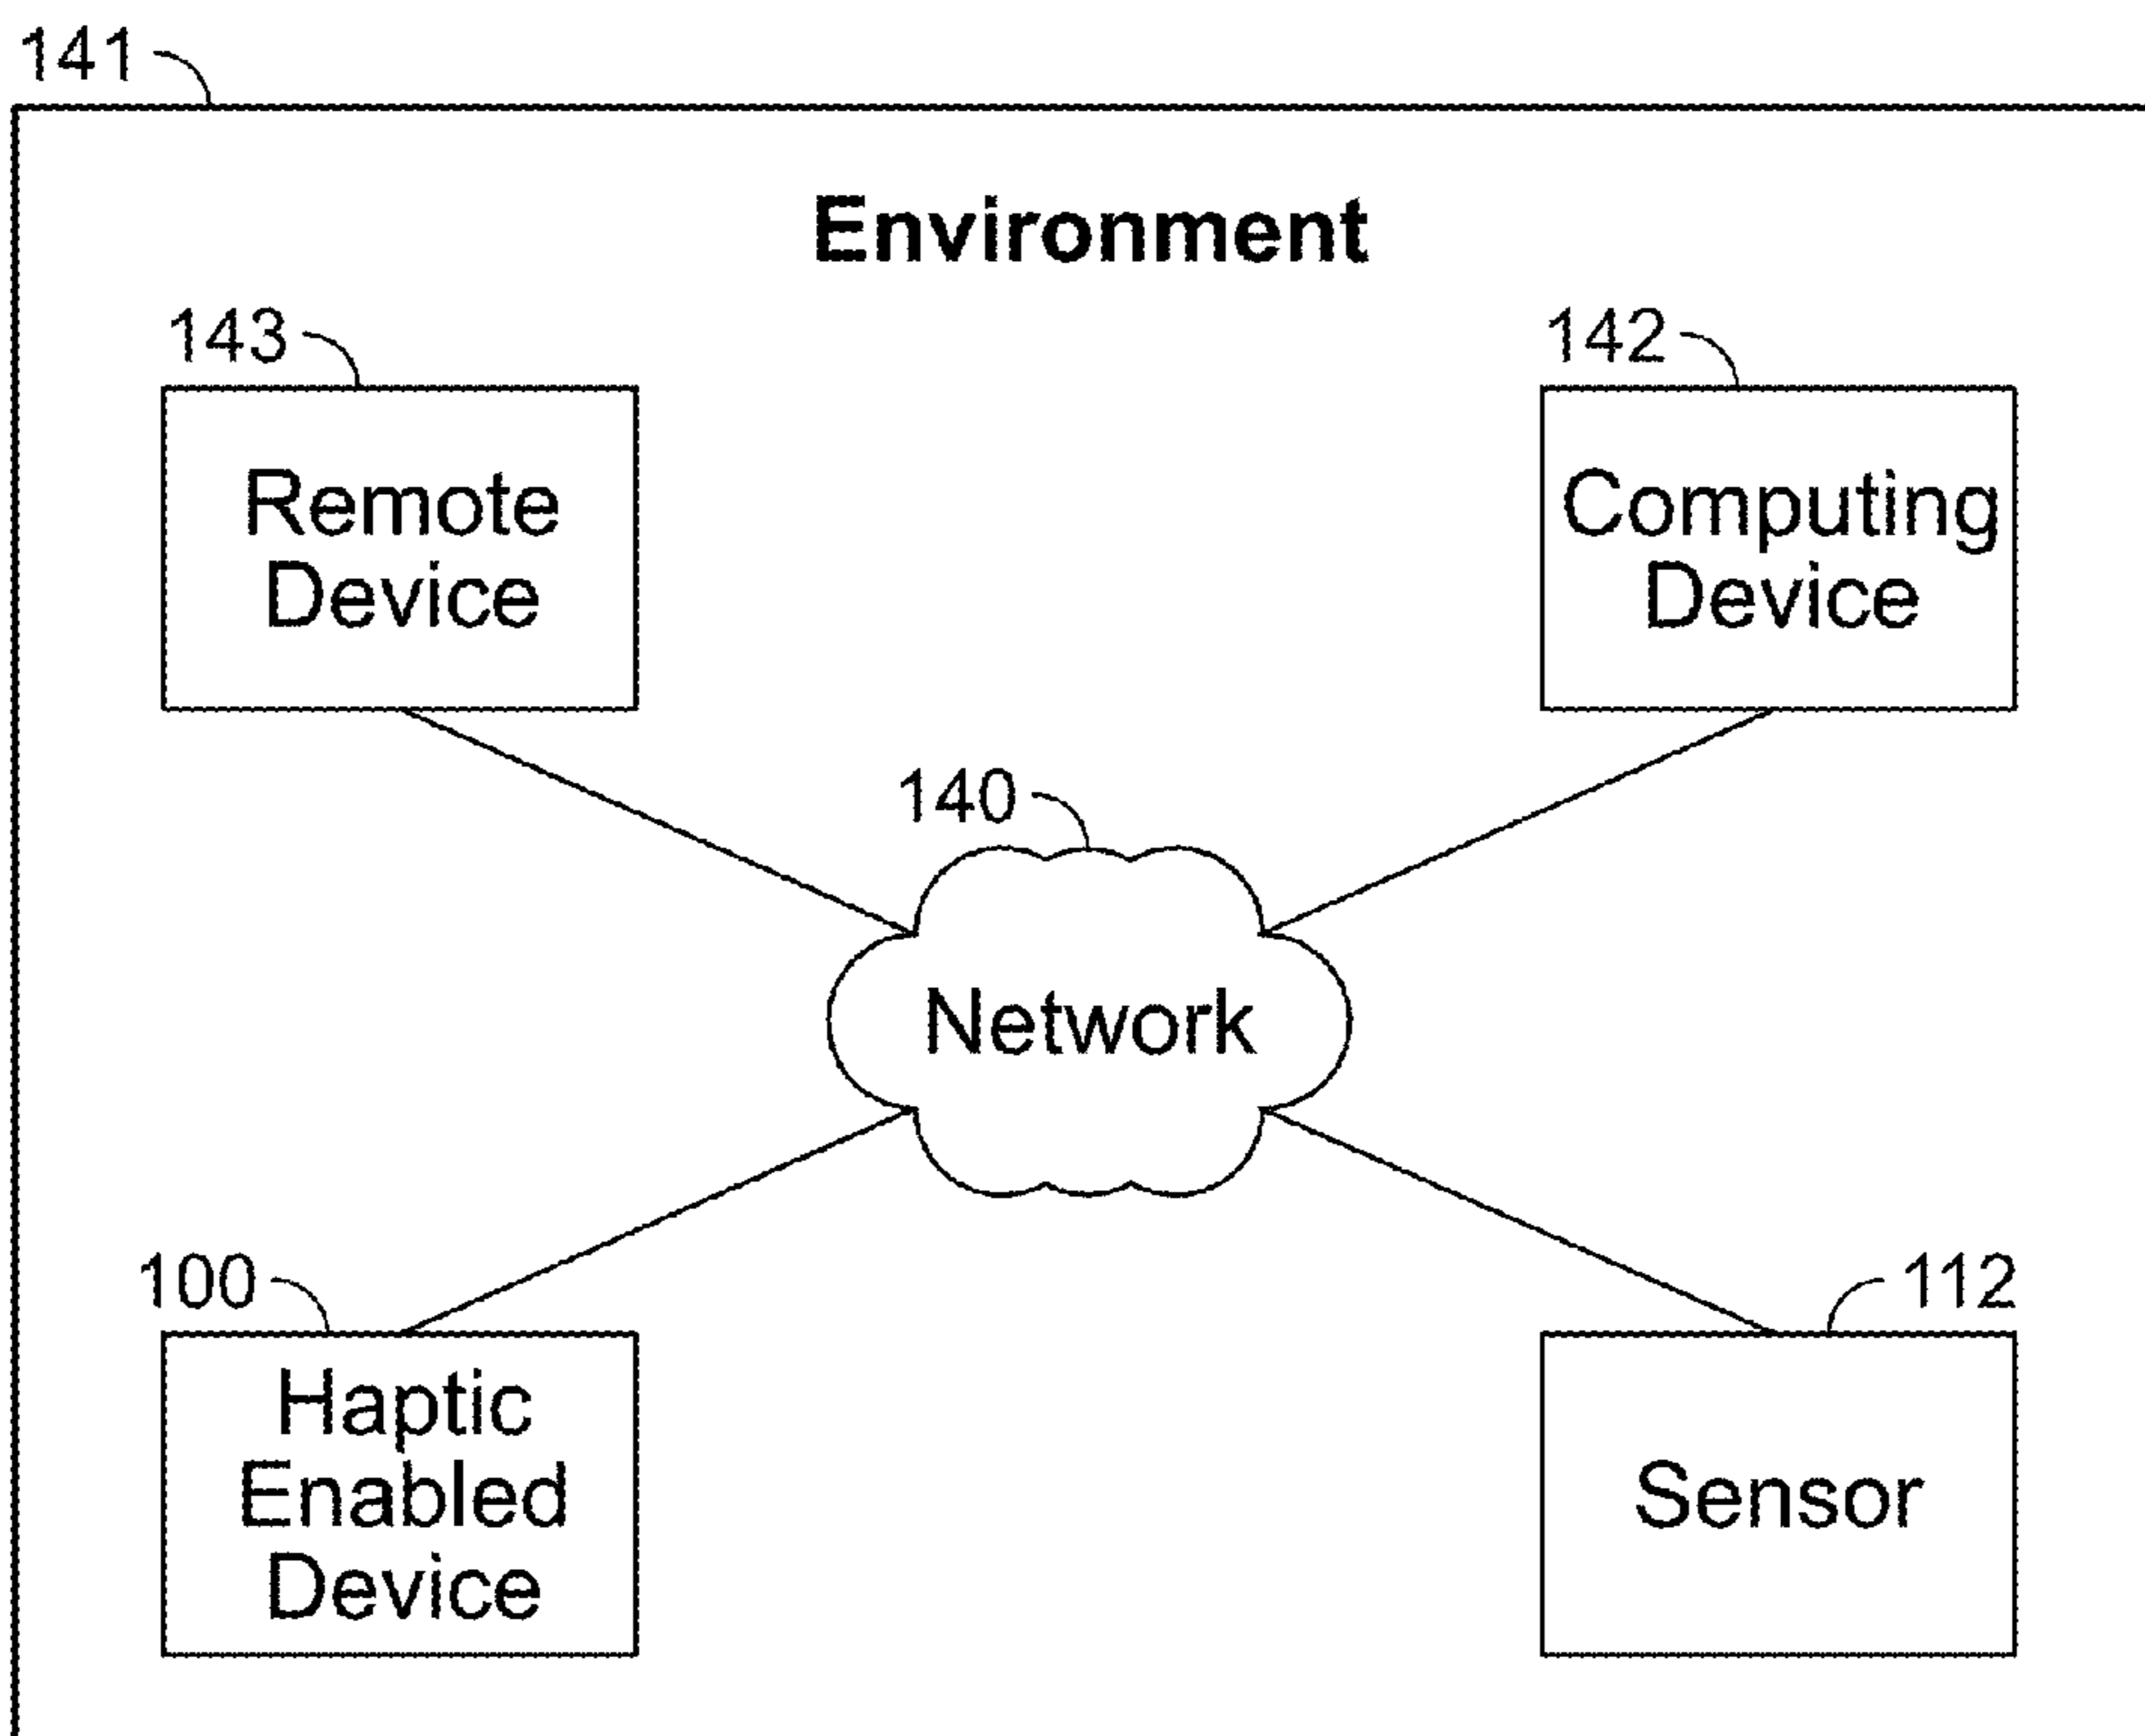 141
Environment
143
142
Remote
Device
Computing
Device
140
Network
100
112
Haptic
Enabled
Device
Sensor